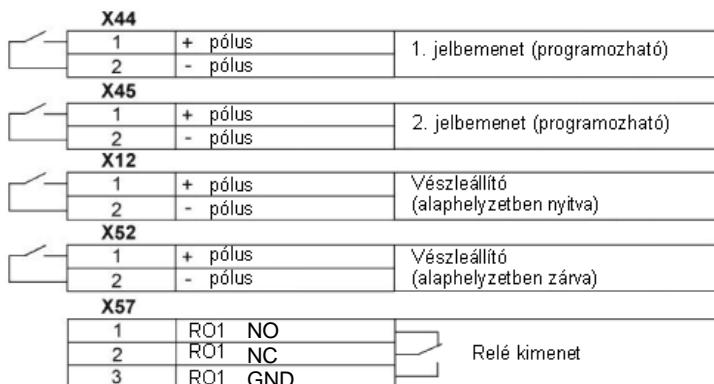 X44
1 + pólus 1. jelbemenet (programozható)
2 - pólus
X45
1 + pólus 2. jelbemenet (programozható)
2 - pólus
X12
1 + pólus Vészleállító
2 - pólus (alaphelyzetben nyitva)
X52
1 + pólus Vészleállító
2 - pólus (alaphelyzetben zárva)
X57
1 RO1 NO
2 RO1 NC Relé kimenet
3 RO1 GND